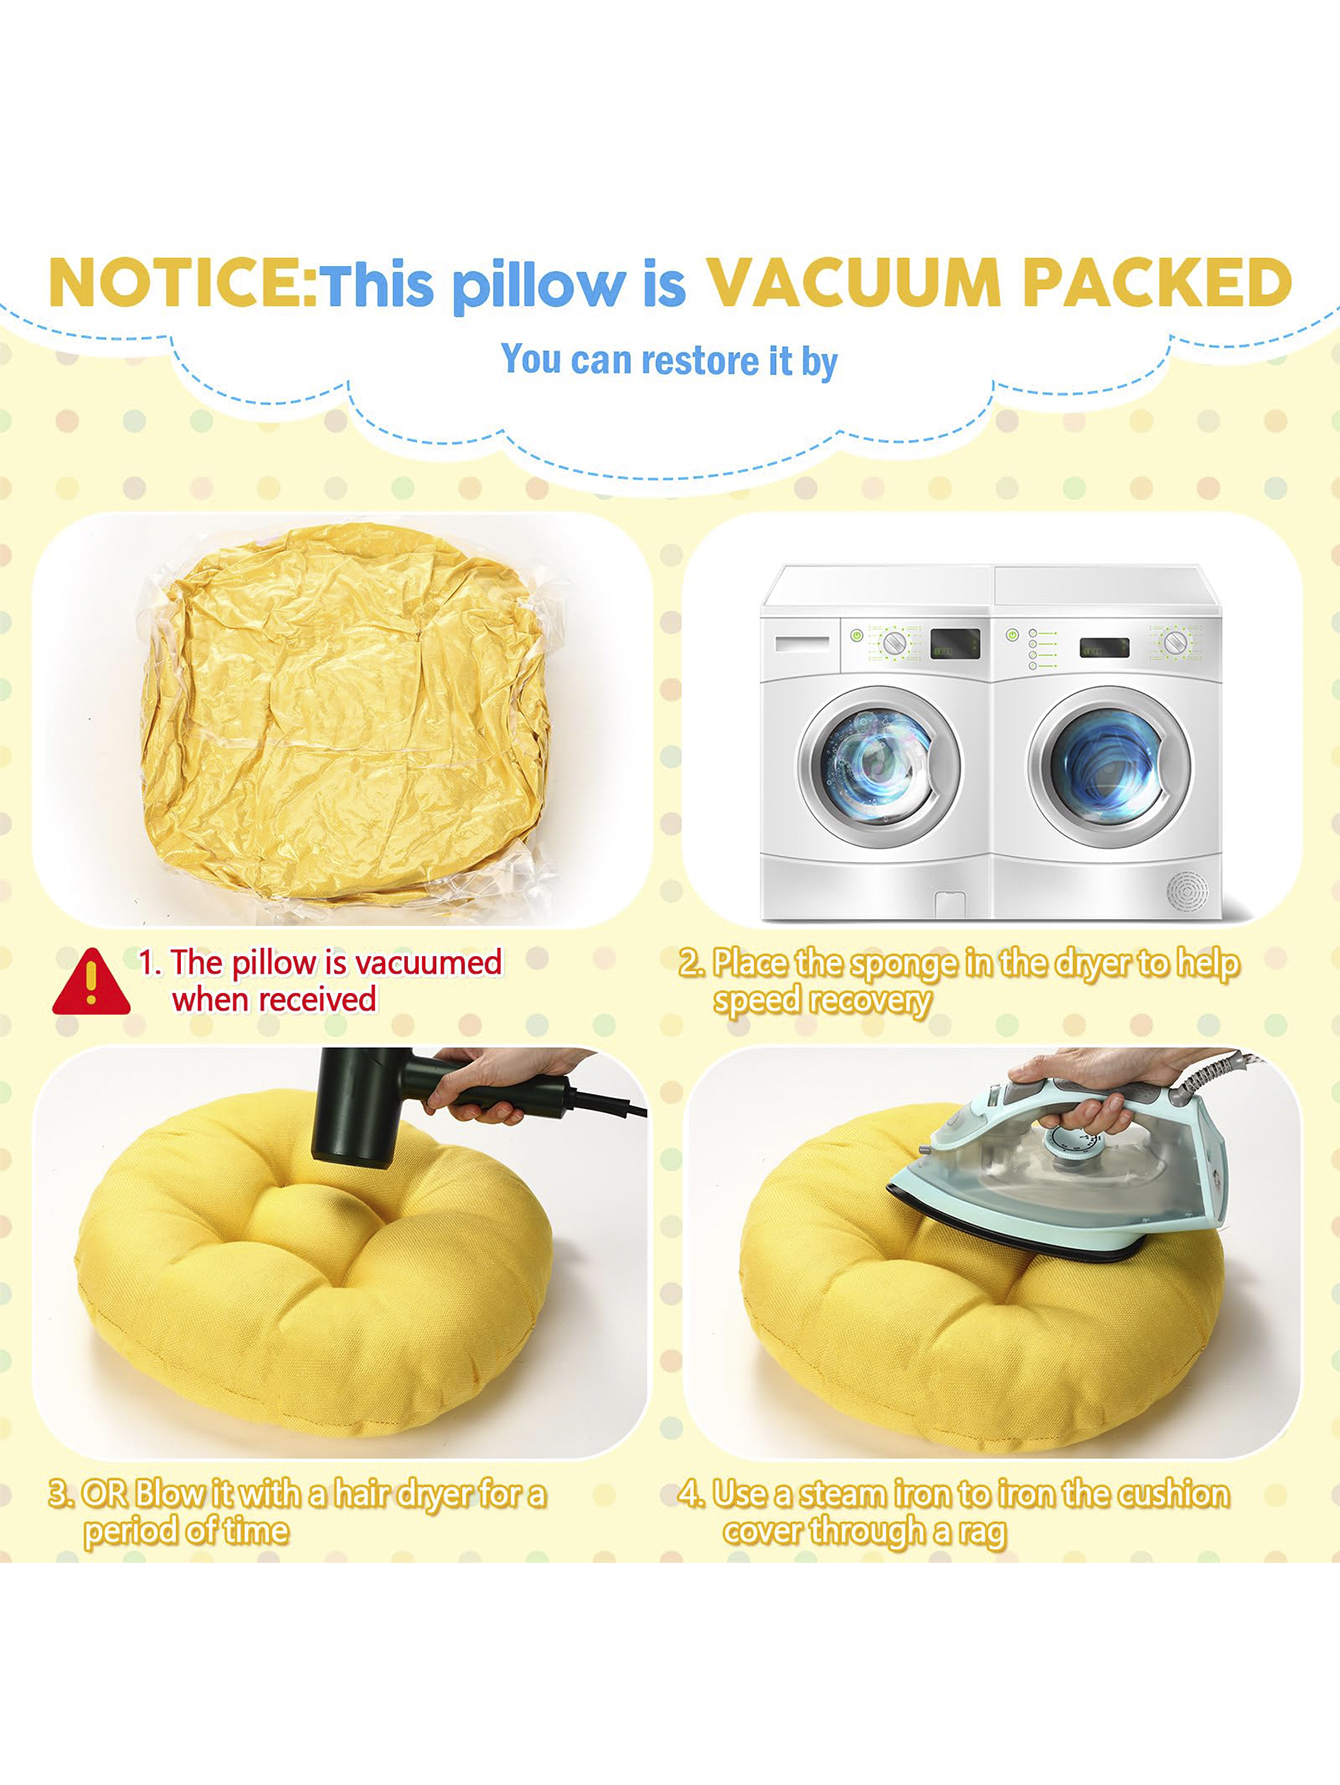 NOTICE:This pillow is VACUUM PACKED
You can restore it by
1. The pillow is vacuumed
when received
2. Place the sponge in the dryer to help
speed recovery
3. OR Blow it with a hair dryer for a
period of time
4. Use a steam iron to iron the cushion
cover through a rag